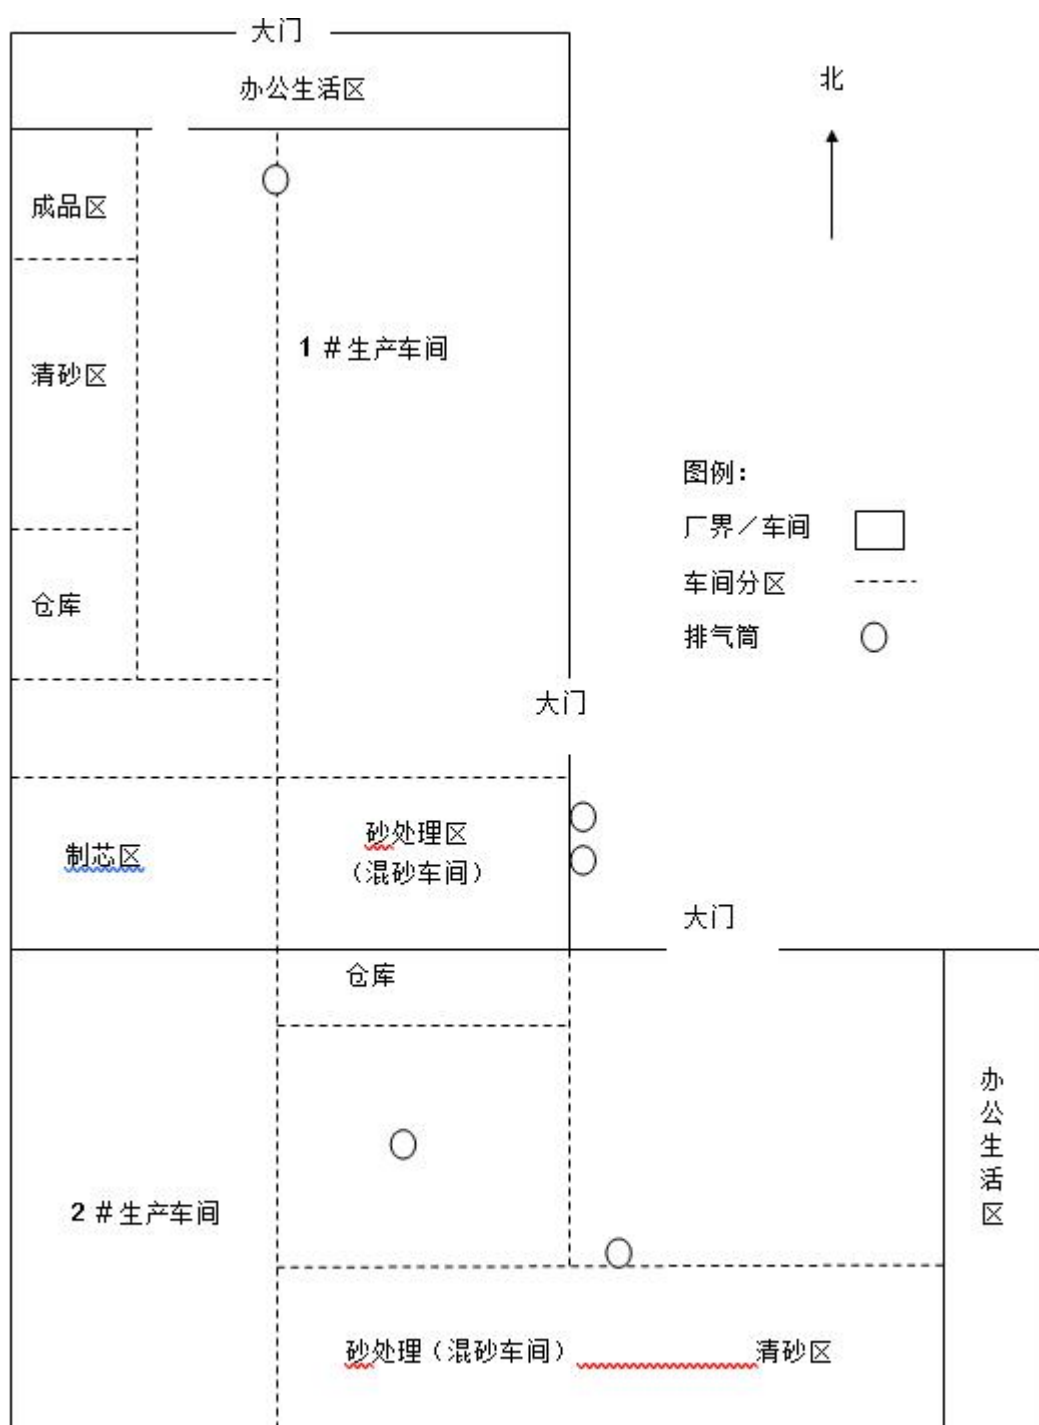 大门
办公生活区
北
成品区
1＃生产车间
清砂区
图例：
厂界／车间
车间分区
仓库
排气筒
大门
制芯区
砂处理区
（混砂车间）
大门
仓库
办公生活区
2＃生产车间
砂处理（混砂车间） 清砂区